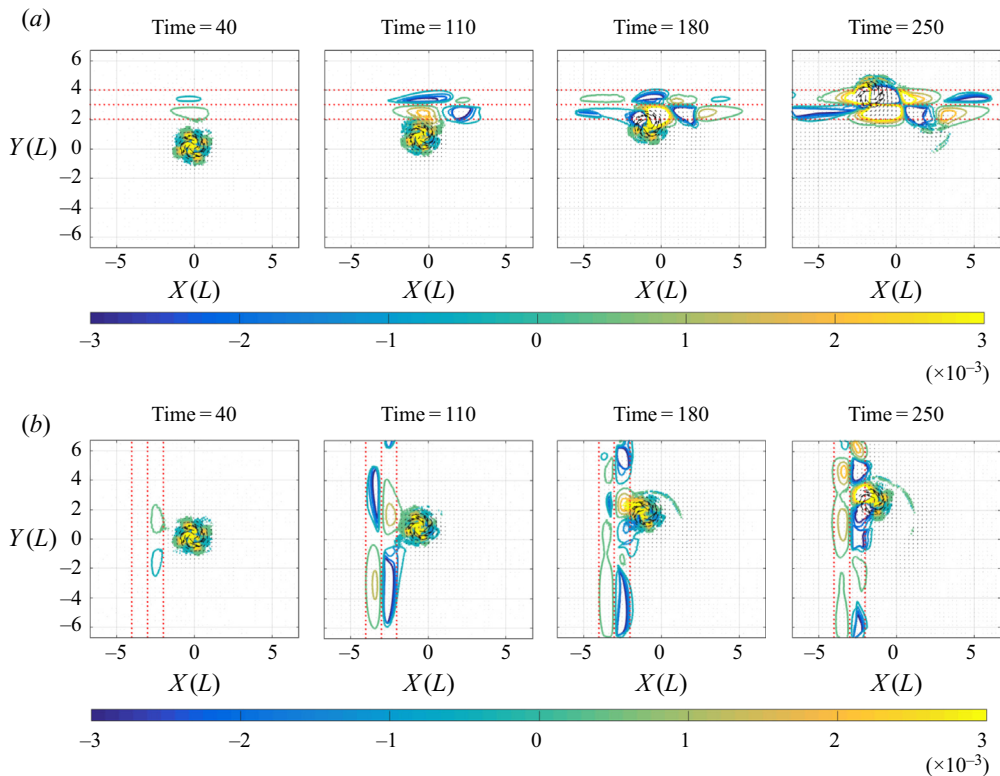 (a)
Time = 40 Time = 110 Time = 180 Time = 250
6
4
2
Y(L) 0
–2
–4
–6
–5 0 5 –5 0 5 –5 0 5 –5 0 5
X(L) X(L) X(L) X(L)
–3 –2 –1 0 1 2 3
(×10–3)
(b)
Time = 40 Time = 110 Time = 180 Time = 250
6
4
2
Y(L) 0
–2
–4
–6
–5 0 5 –5 0 5 –5 0 5 –5 0 5
X(L) X(L) X(L) X(L)
–3 –2 –1 0 1 2 3
(×10–3)